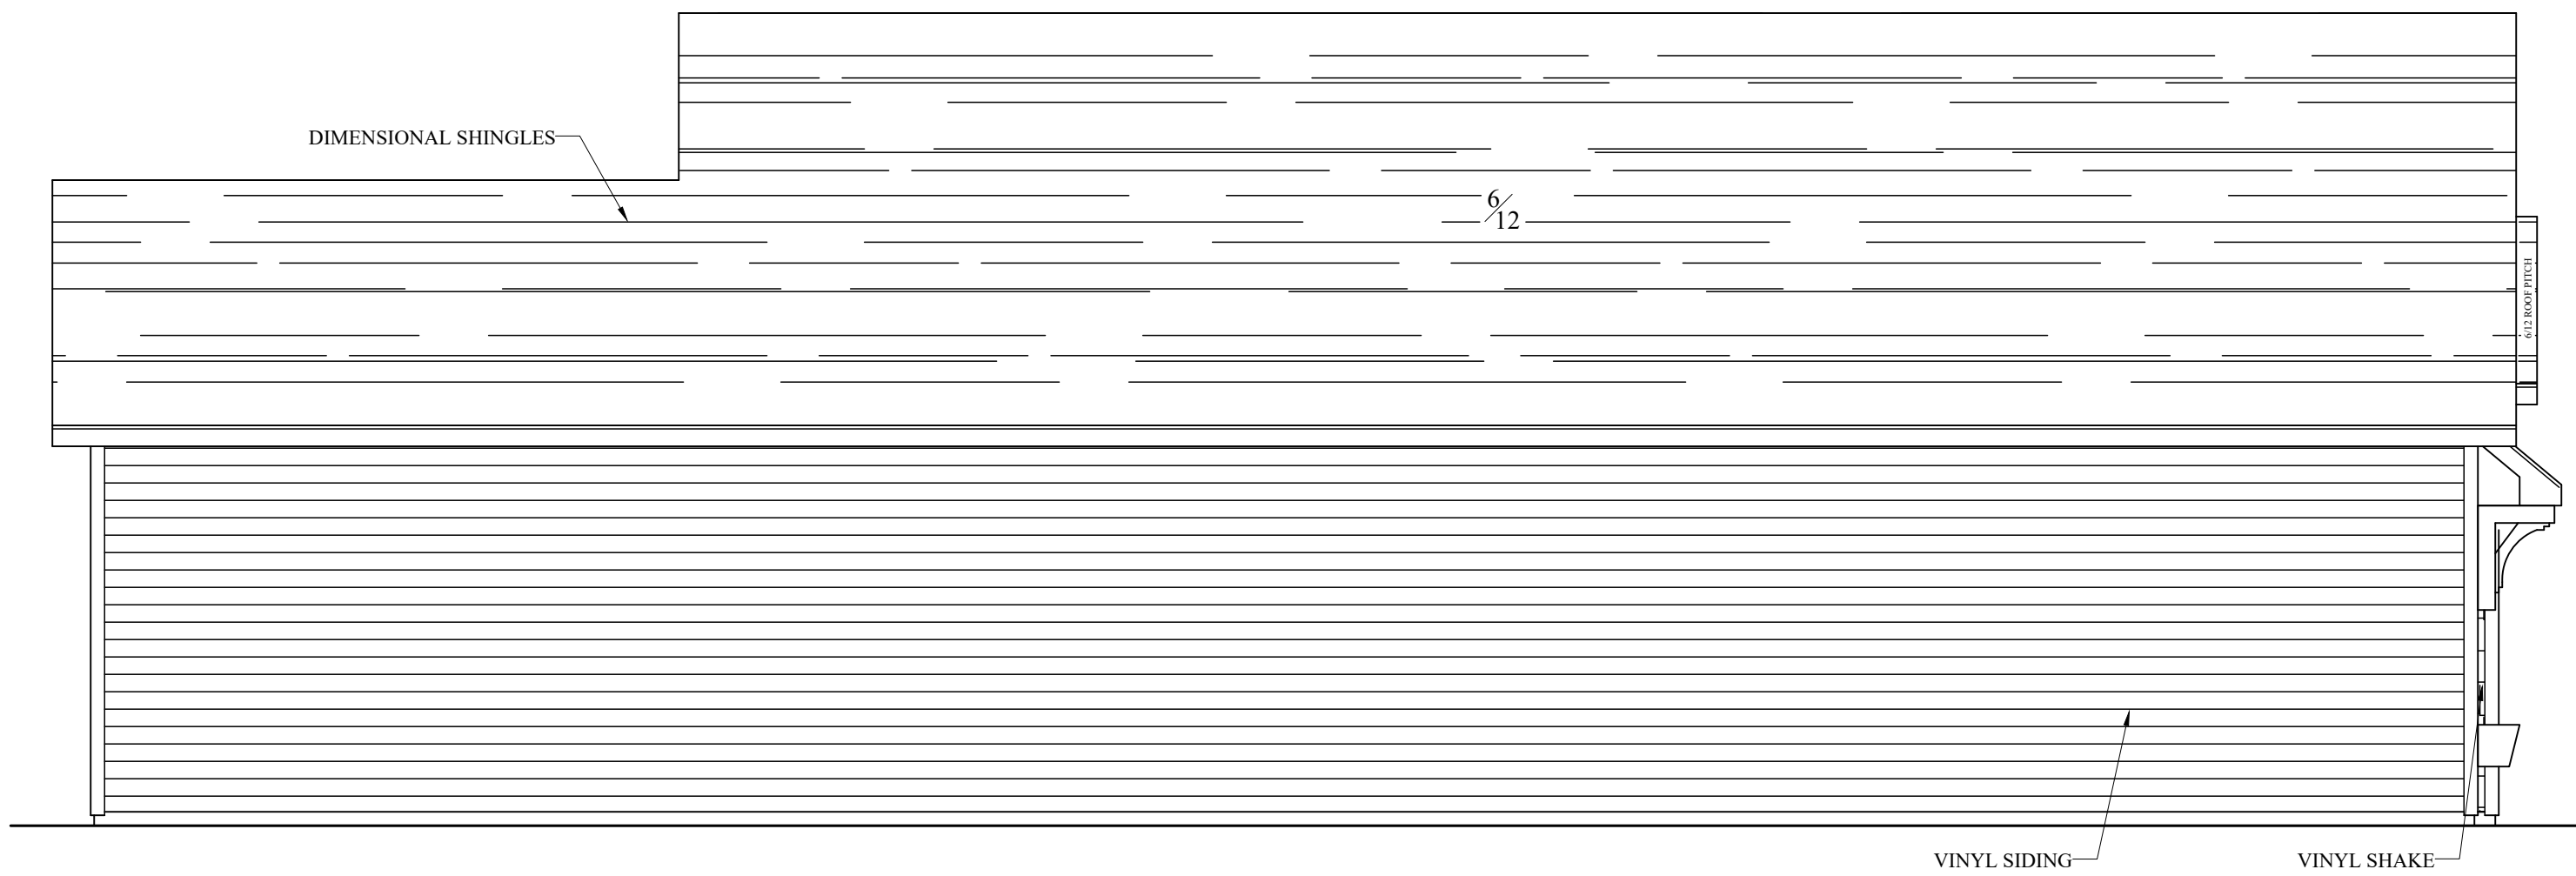 DIMENSIONAL SHINGLES
6/12
6/12 ROOF PITCH
VINYL SIDING
VINYL SHAKE